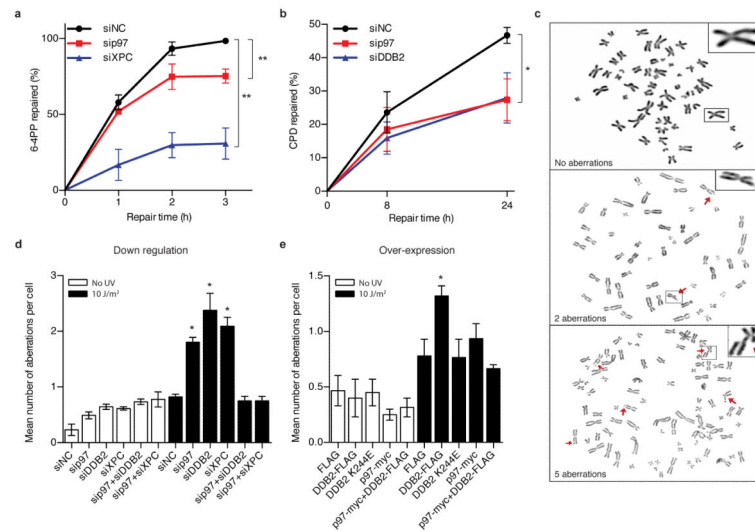 a
siNC
sip97
siXPC
100
75
50
25
0
6-4PP repaired (%)
**
**
0
1
2
3
Repair time (h)
b
siNC
sip97
siDDB2
50
40
30
20
10
0
CPD repaired (%)
*
0
8
24
Repair time (h)
c
No aberrations
2 aberrations
5 aberrations
d
Down regulation
No UV
10 J/m²
3
2
1
0
Mean number of aberrations per cell
* * *
siNC
sip97
siDDB2
siXPC
sip97+siDDB2
sip97+siXPC
siNC
sip97
siDDB2
siXPC
sip97+siDDB2
sip97+siXPC
e
Over-expression
No UV
10 J/m²
1.5
1.0
0.5
0.0
Mean number of aberrations per cell
*
FLAG
DDB2-FLAG
DDB2 K244E
p97-myc
p97-myc+DDB2-FLAG
FLAG
DDB2-FLAG
DDB2 K244E
p97-myc
p97-myc+DDB2-FLAG